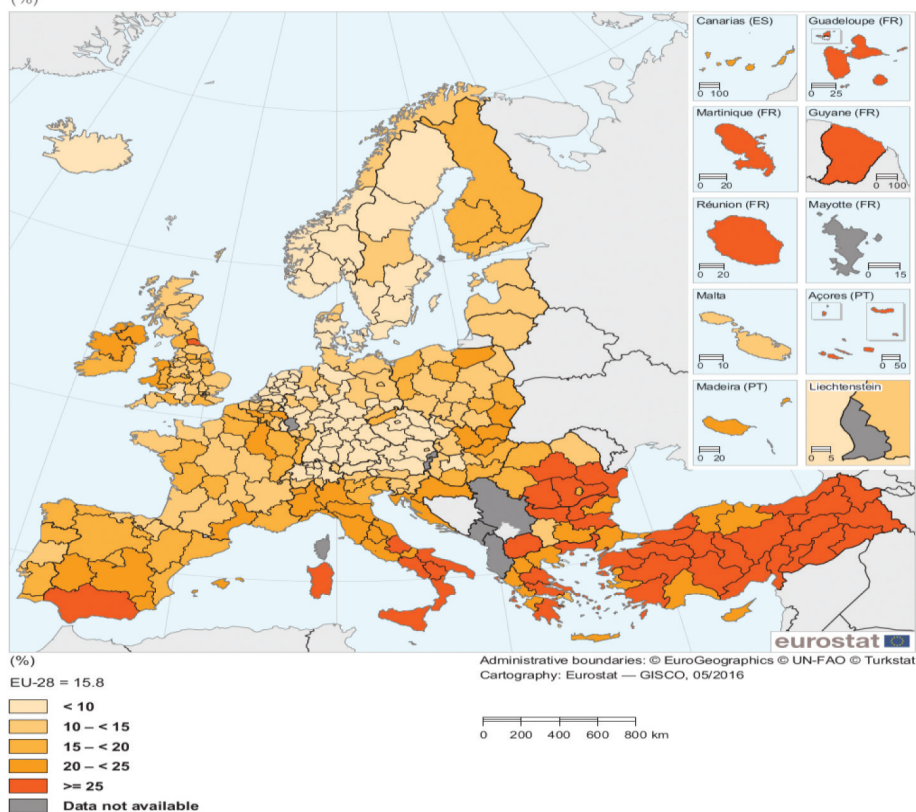 (%)
Canarias (ES)
0 100
Guadeloupe (FR)
0 25
Martinique (FR)
0 20
Guyane (FR)
0 100
Réunion (FR)
0 20
Mayotte (FR)
0 15
Malta
0 10
Açores (PT)
0 50
Madeira (PT)
0 20
Liechtenstein
0 5
eurostat
(%)
Administrative boundaries: © EuroGeographics © UN-FAO © Turkstat
Cartography: Eurostat — GISCO, 05/2016
EU-28 = 15.8
< 10
10 – < 15
15 – < 20
20 – < 25
>= 25
Data not available
0 200 400 600 800 km